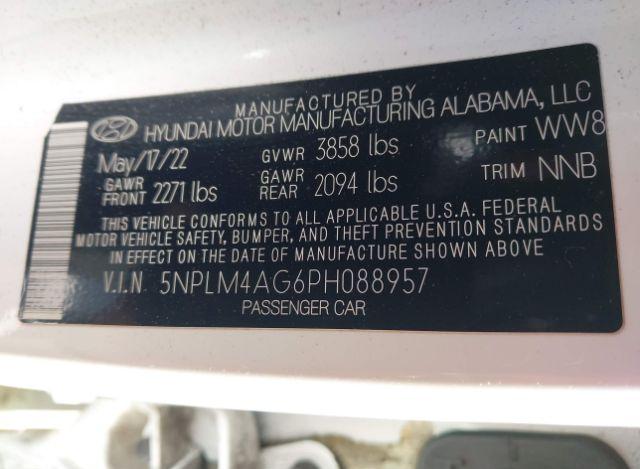 MANUFACTURED BY
HYUNDAI MOTOR MANUFACTURING ALABAMA, LLC
May/17/22 GVWR 3858 lbs PAINT WW8
GAWR FRONT 2271 lbs GAWR REAR 2094 lbs TRIM NNB
THIS VEHICLE CONFORMS TO ALL APPLICABLE U.S.A. FEDERAL
MOTOR VEHICLE SAFETY, BUMPER, AND THEFT PREVENTION STANDARDS
IN EFFECT ON THE DATE OF MANUFACTURE SHOWN ABOVE.
V.I.N 5NPLM4AG6PH088957
PASSENGER CAR